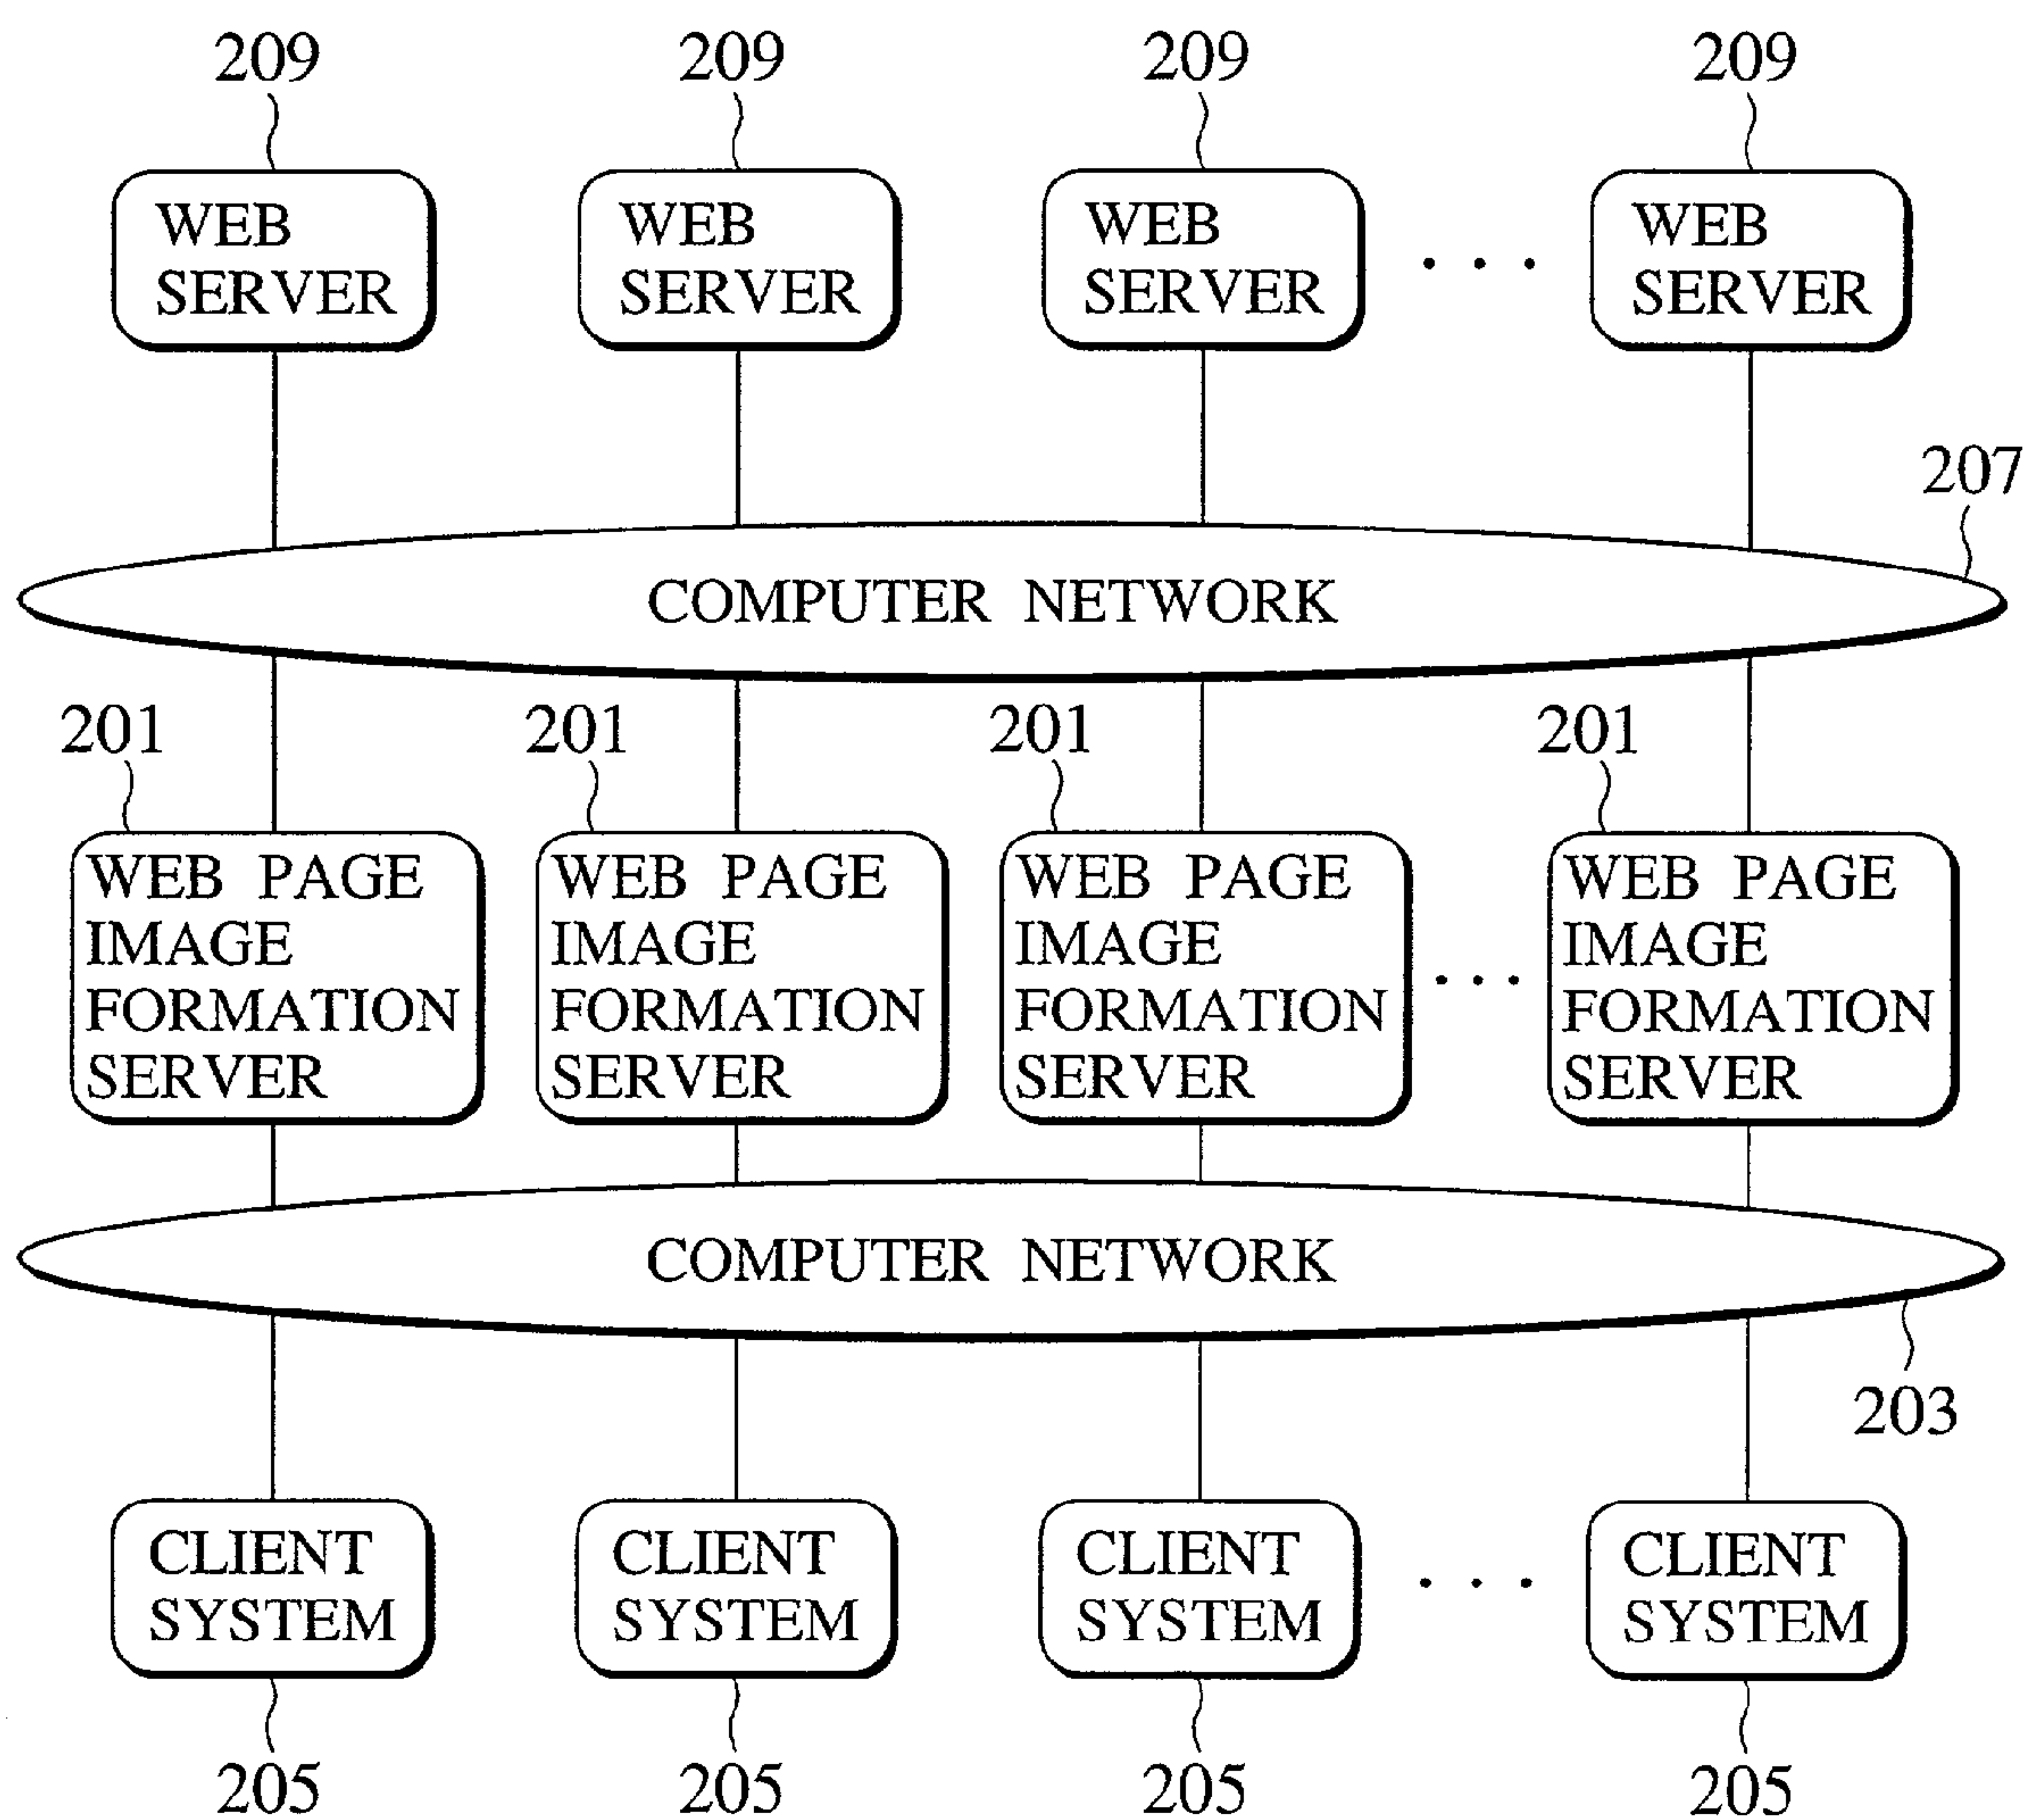 209 209 209 209
WEB WEB WEB WEB
SERVER SERVER SERVER . . . SERVER
207
COMPUTER NETWORK
201 201 201 201
WEB PAGE WEB PAGE WEB PAGE WEB PAGE
IMAGE IMAGE IMAGE IMAGE
FORMATION FORMATION FORMATION . . . FORMATION
SERVER SERVER SERVER SERVER
COMPUTER NETWORK
203
CLIENT CLIENT CLIENT CLIENT
SYSTEM SYSTEM SYSTEM . . . SYSTEM
205 205 205 205